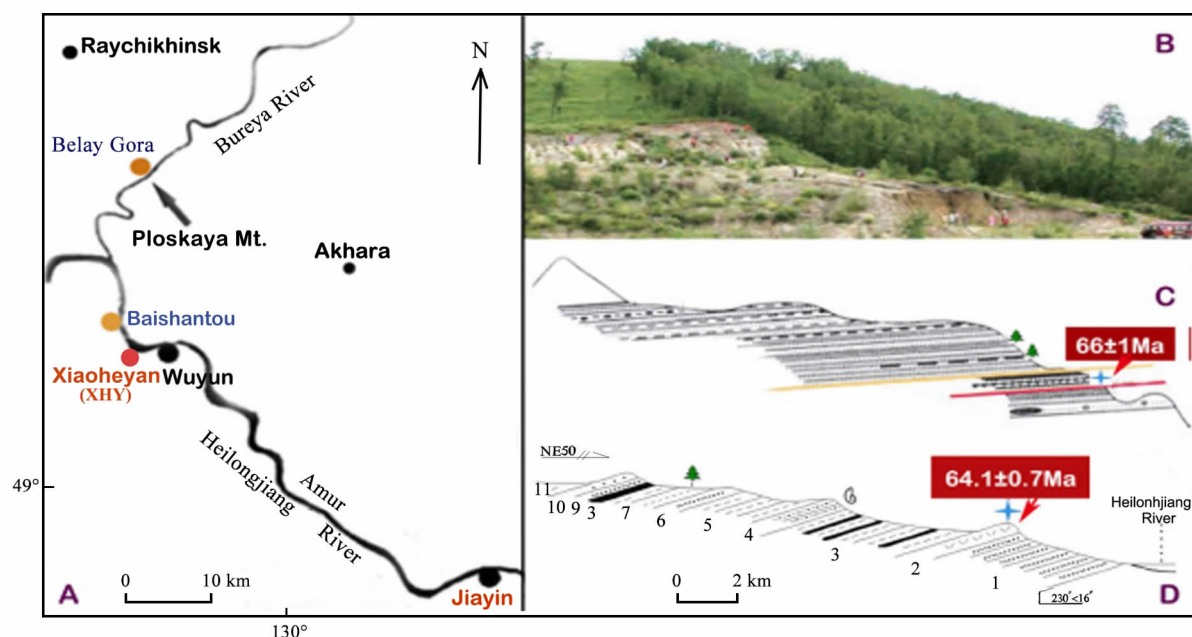 Raychikhinsk
N
Bureya River
Belay Gora
Ploskaya Mt.
Akhara
Baishantou
Xiaoheyan
(XHY)
Wuyun
Heilongjiang
Amur
River
49°
0 10 km
A
Jiayin
130°
B
C
66±1Ma
NE50
64.1±0.7Ma
Heilonhjiang
River
11
10 9 3 7 6 5 4 3 2 1
0 2 km
230°<16°
D